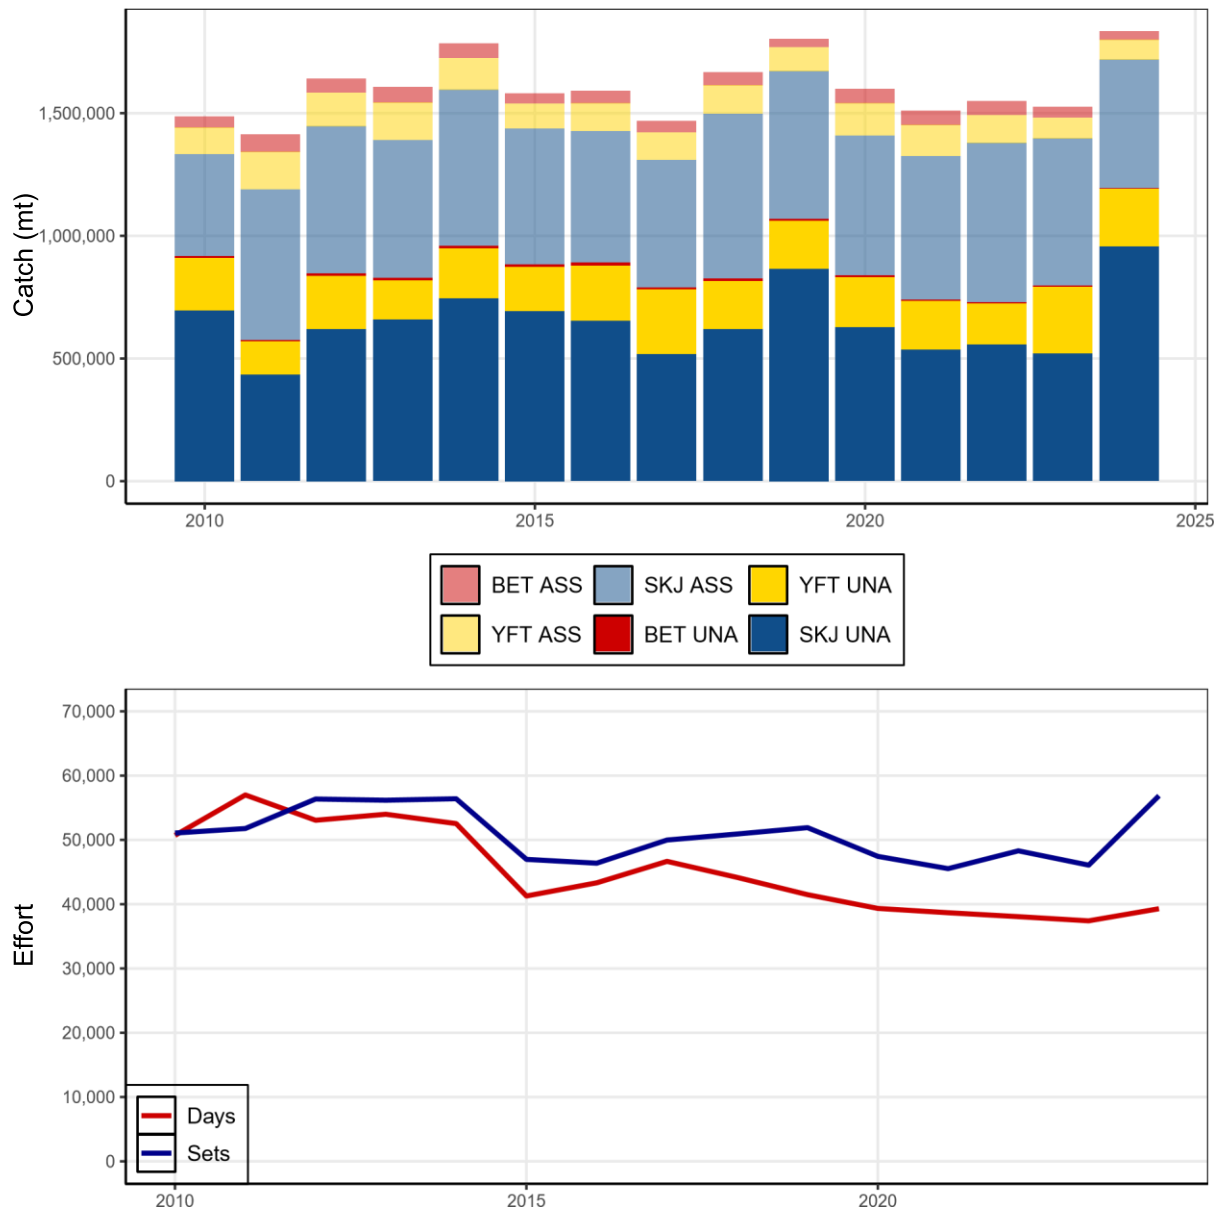 Catch (mt)
1,500,000
1,000,000
500,000
0
2010
2015
2020
2025
BET ASS
SKJ ASS
YFT UNA
YFT ASS
BET UNA
SKJ UNA
Effort
70,000
60,000
50,000
40,000
30,000
20,000
10,000
0
Days
Sets
2010
2015
2020